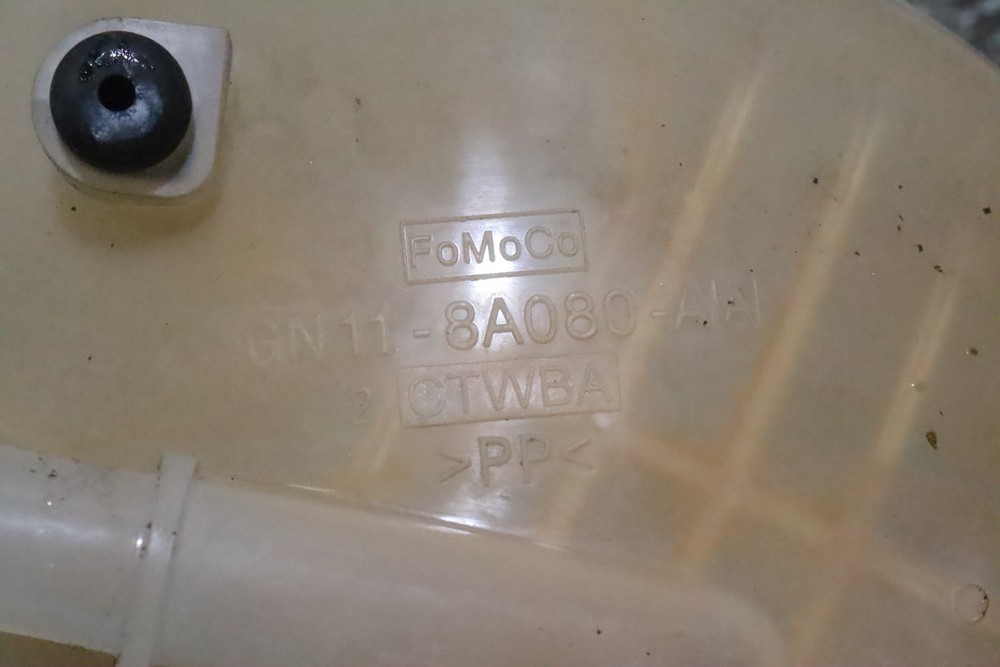 FoMoCo
GN11-8A080-AA
2 CTWBA
>PP<